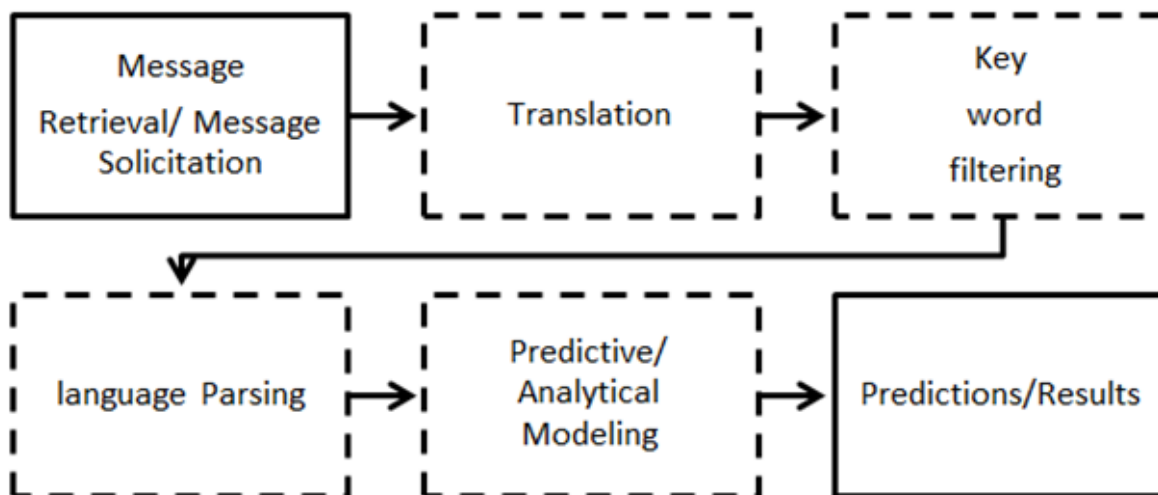 Message
Retrieval/ Message
Solicitation
Translation
Key
word
filtering
language Parsing
Predictive/
Analytical
Modeling
Predictions/Results